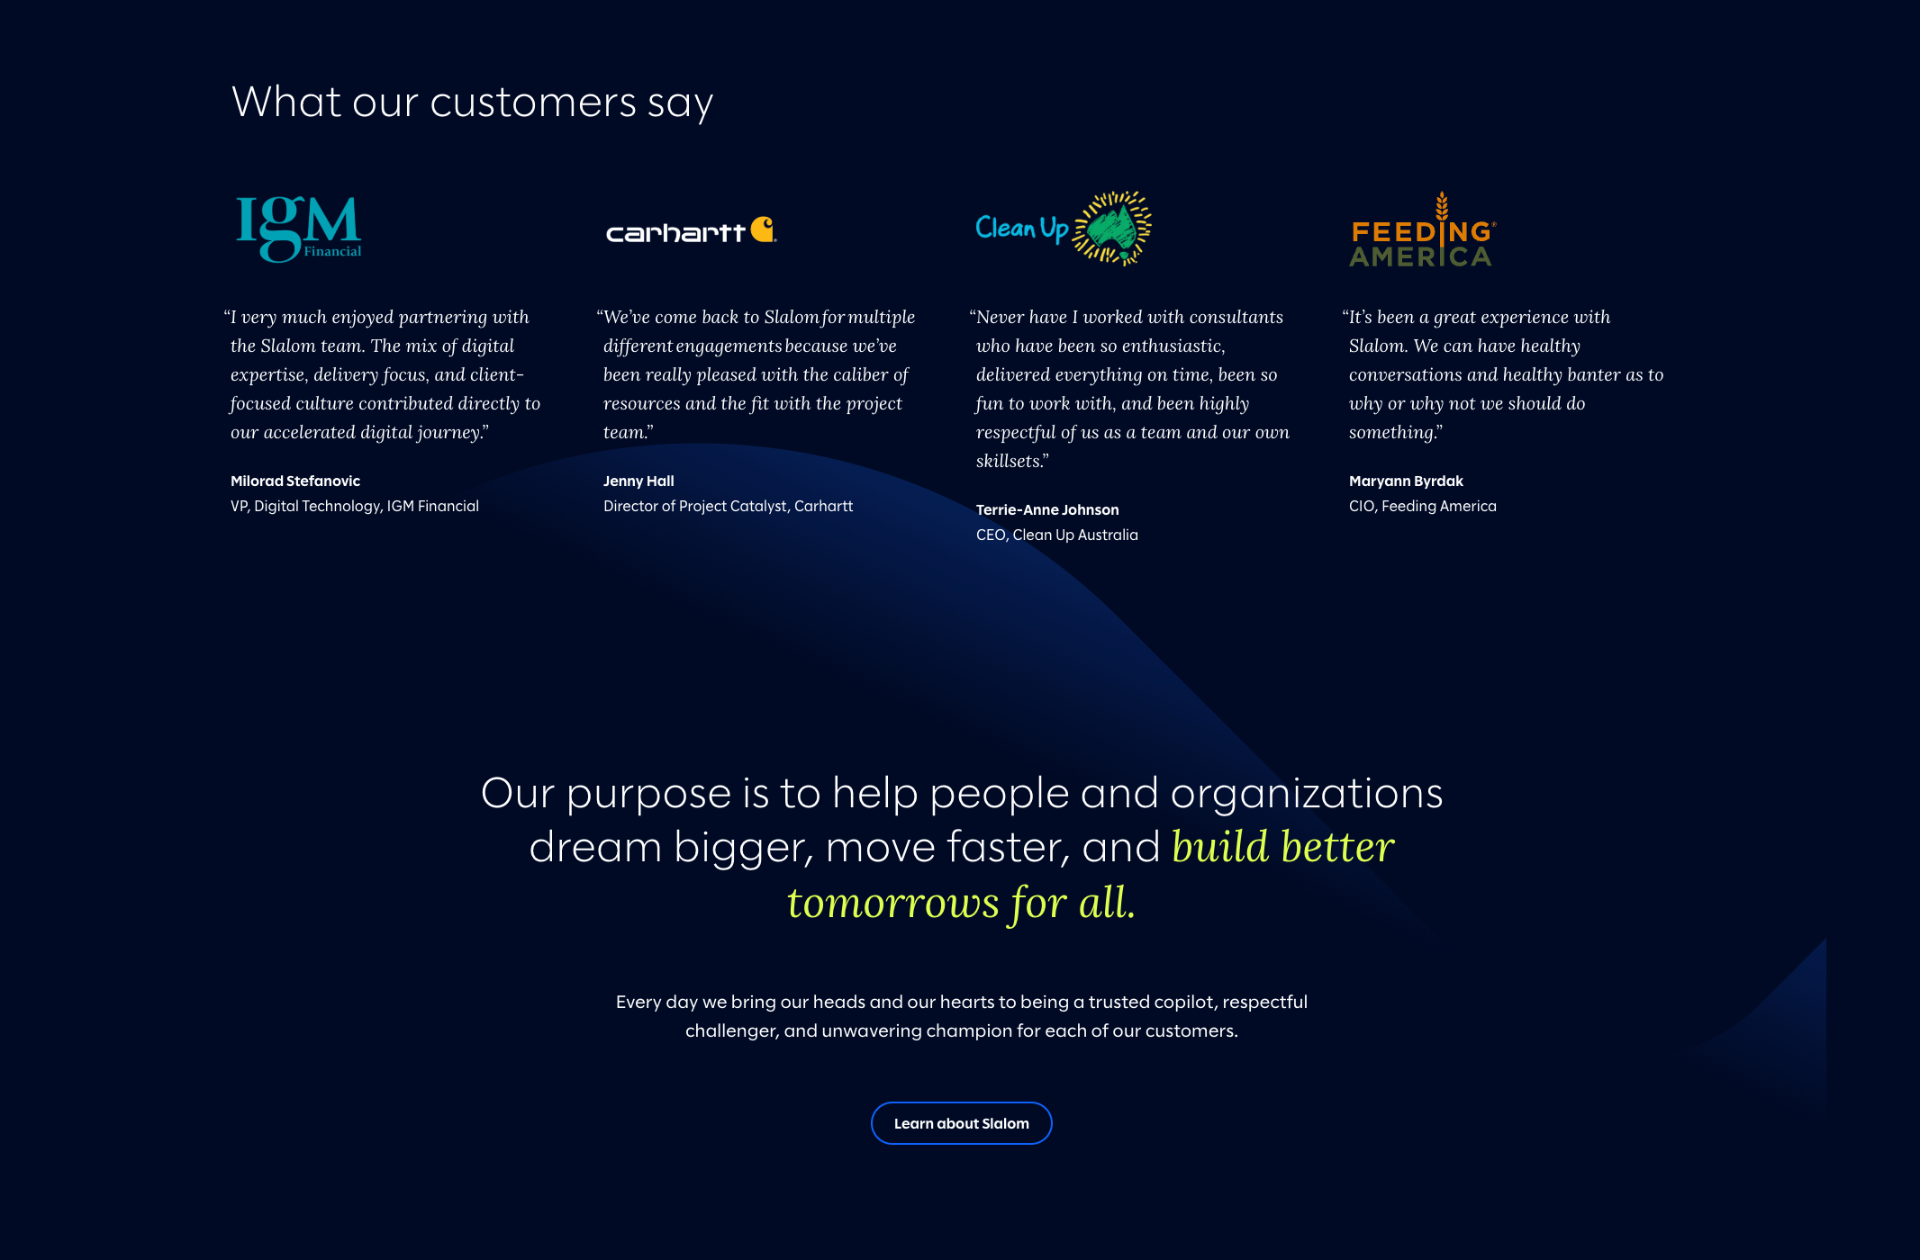 What our customers say
IGM
Financial
carhartt
Clean Up
FEEDING®
AMERICA
“I very much enjoyed partnering with
the Slalom team. The mix of digital
expertise, delivery focus, and client-
focused culture contributed directly to
our accelerated digital journey.”
Milorad Stefanovic
VP, Digital Technology, IGM Financial
“We’ve come back to Slalom for multiple
different engagements because we’ve
been really pleased with the caliber of
resources and the fit with the project
team.”
Jenny Hall
Director of Project Catalyst, Carhartt
“Never have I worked with consultants
who have been so enthusiastic,
delivered everything on time, been so
fun to work with, and been highly
respectful of us as a team and our own
skillsets.”
Terrie-Anne Johnson
CEO, Clean Up Australia
“It’s been a great experience with
Slalom. We can have healthy
conversations and healthy banter as to
why or why not we should do
something.”
Maryann Byrdak
CIO, Feeding America
Our purpose is to help people and organizations
dream bigger, move faster, and build better
tomorrows for all.
Every day we bring our heads and our hearts to being a trusted copilot, respectful
challenger, and unwavering champion for each of our customers.
Learn about Slalom